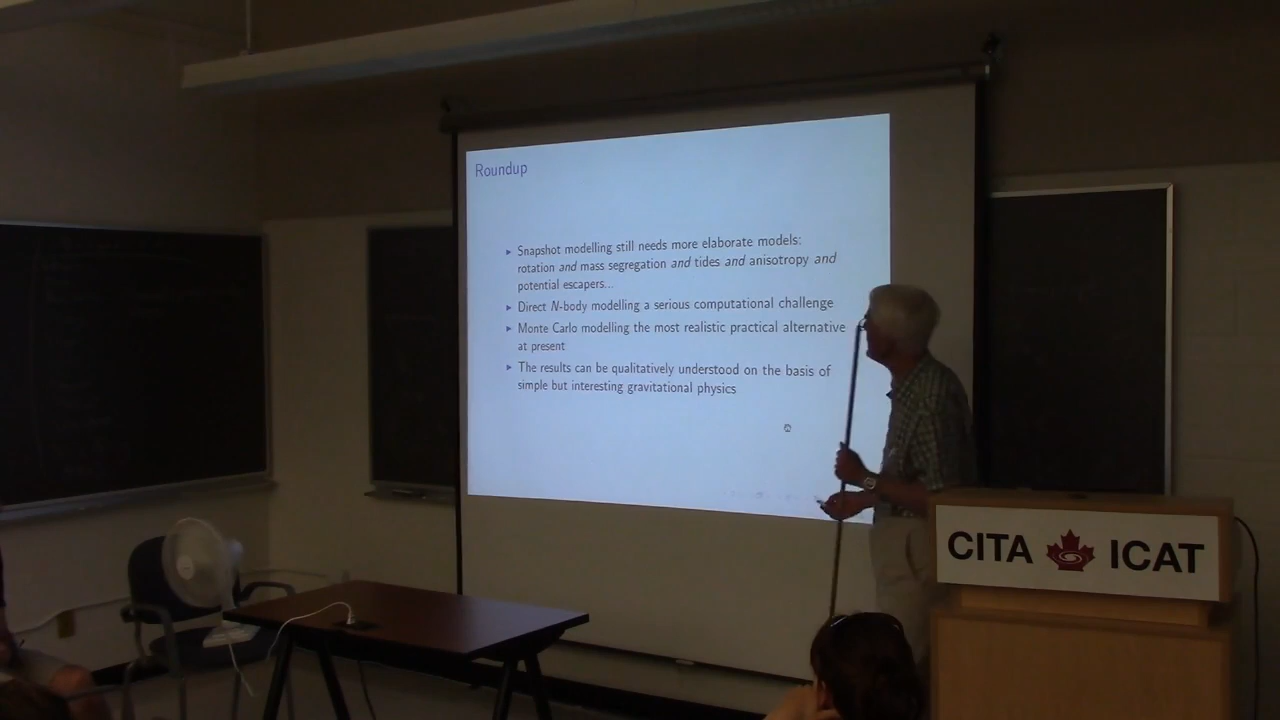 Roundup
Snapshot modelling still needs more elaborate models:
rotation and mass segregation and tides and anisotropy and
potential escapers...
Direct N-body modelling a serious computational challenge
Monte Carlo modelling the most realistic practical alternative
at present
The results can be qualitatively understood on the basis of
simple but interesting gravitational physics
CITA ICAT